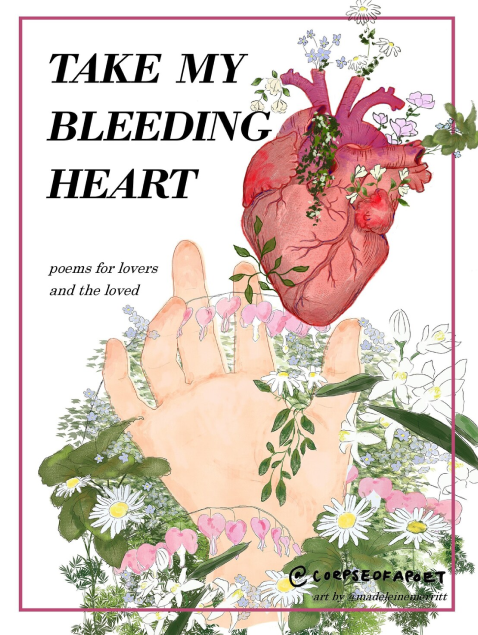 TAKE MY
BLEEDING
HEART
poems for lovers
and the loved
@CORPSEOFAPOET
art by @madeleinemerritt